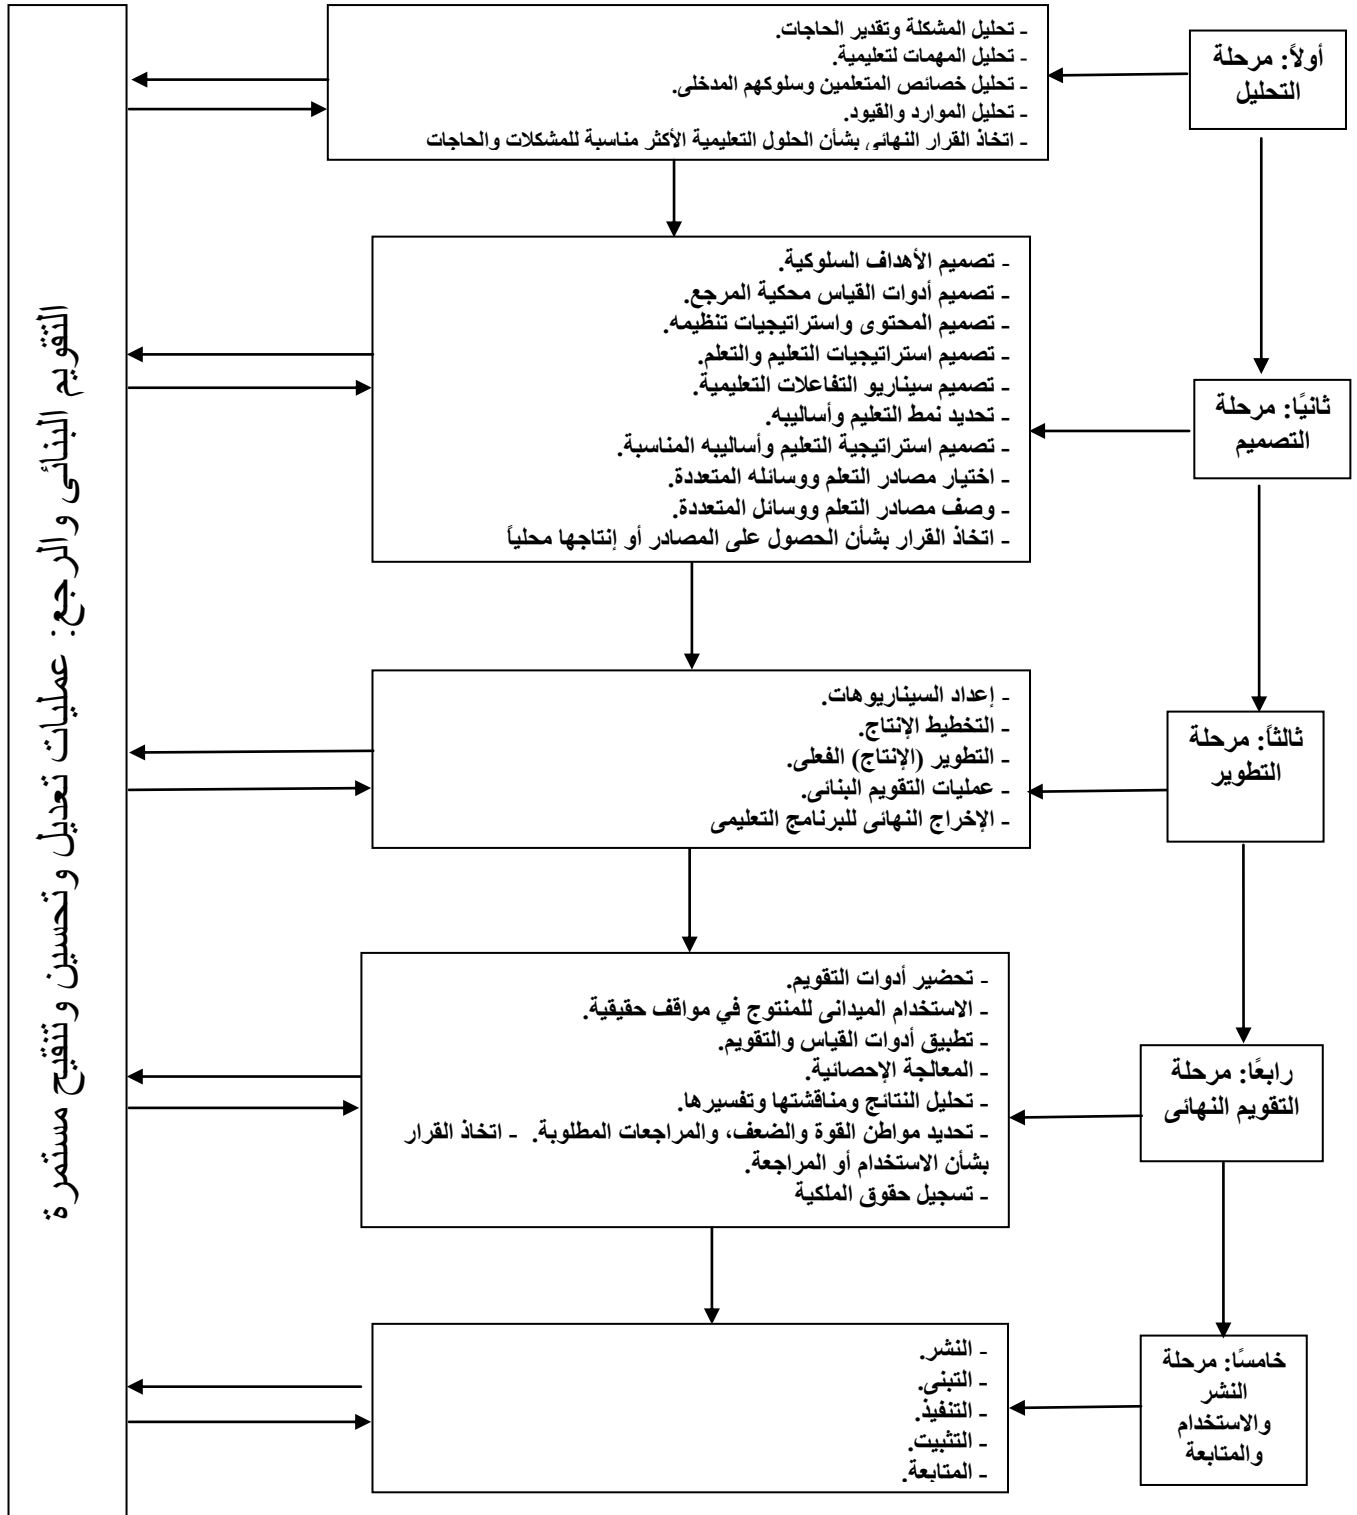 أولاً: مرحلة
التحليل
- تحليل المشكلة وتقدير الحاجات.
- تحليل المهمات لتعليمية.
- تحليل خصائص المتعلمين وسلوكهم المدخلى.
- تحليل الموارد والقيود.
- اتخاذ القرار النهائى بشأن الحلول التعليمية الأكثر مناسبة للمشكلات والحاجات
ثانيًا: مرحلة
التصميم
- تصميم الأهداف السلوكية.
- تصميم أدوات القياس محكية المرجع.
- تصميم المحتوى واستراتيجيات تنظيمه.
- تصميم استراتيجيات التعليم والتعلم.
- تصميم سيناريو التفاعلات التعليمية.
- تحديد نمط التعليم وأساليبه.
- تصميم استراتيجية التعليم وأساليبه المناسبة.
- اختيار مصادر التعلم ووسائله المتعددة.
- وصف مصادر التعلم ووسائل المتعددة.
- اتخاذ القرار بشأن الحصول على المصادر أو إنتاجها محلياً
ثالثاً: مرحلة
التطوير
- إعداد السيناريوهات.
- التخطيط الإنتاج.
- التطوير (الإنتاج) الفعلى.
- عمليات التقويم البنائى.
- الإخراج النهائى للبرنامج التعليمى
رابعًا: مرحلة
التقويم النهائى
- تحضير أدوات التقويم.
- الاستخدام الميدانى للمنتوج في مواقف حقيقية.
- تطبيق أدوات القياس والتقويم.
- المعالجة الإحصائية.
- تحليل النتائج ومناقشتها وتفسيرها.
- تحديد مواطن القوة والضعف، والمراجعات المطلوبة. - اتخاذ القرار
بشأن الاستخدام أو المراجعة.
- تسجيل حقوق الملكية
خامسًا: مرحلة
النشر
والاستخدام
والمتابعة
- النشر.
- التبنى.
- التنفيذ.
- التثبيت.
- المتابعة.
التقويم البنائى والرجع: عمليات تعديل وتحسين وتنقيح مستمرة